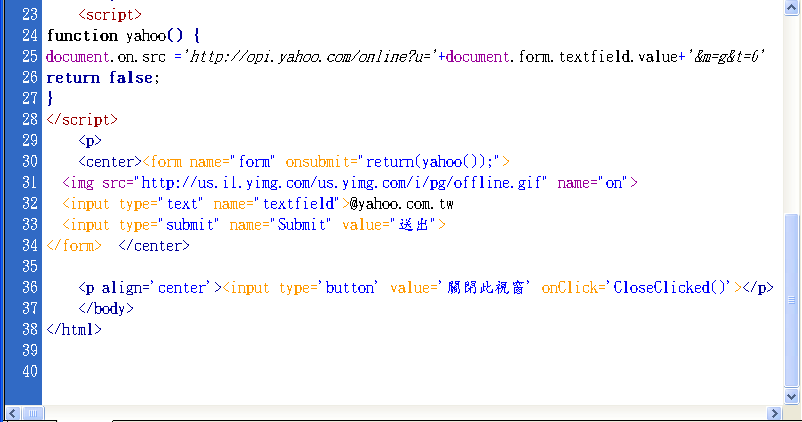 23 <script>
24 function yahoo() {
25 document.on.src ='http://opi.yahoo.com/online?u='+document.form.textfield.value+'&m=g&t=6'
26 return false;
27 }
28 </script>
29 <p>
30 <center><form name="form" onsubmit="return(yahoo());">
31 <img src="http://us.i1.yimg.com/us.yimg.com/i/pg/offline.gif" name="on">
32 <input type="text" name="textfield">@yahoo.com.tw
33 <input type="submit" name="Submit" value="送出">
34 </form> </center>
35
36 <p align='center'><input type='button' value='關閉此視窗' onClick='CloseClicked()'></p>
37 </body>
38 </html>
39
40